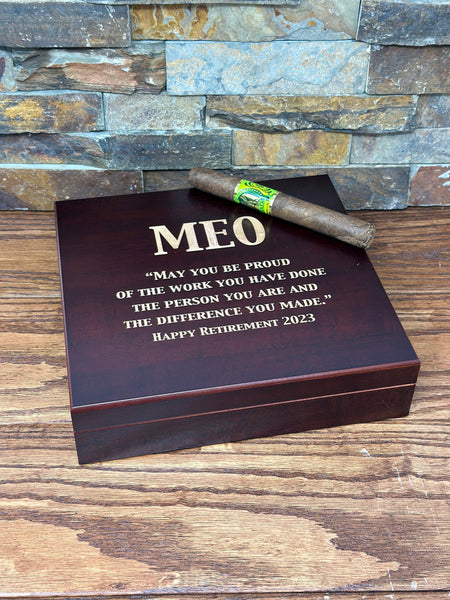 MEO
“MAY YOU BE PROUD
OF THE WORK YOU HAVE DONE
THE PERSON YOU ARE AND
THE DIFFERENCE YOU MADE.”
HAPPY RETIREMENT 2023